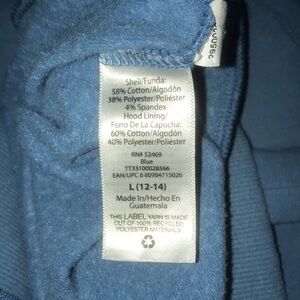 Shell/Funda:
58% Cotton/Algodón
38% Polyester/Poliéster
4% Spandex
Hood Lining/
Forro De La Capucha:
60% Cotton/Algodón
40% Polyester/Poliéster
RN# 52469
Blue
TT33100028566
EAN/UPC # 80984715026
L (12-14)
Made In/Hecho En
Guatemala
THIS LABEL YARN IS MADE
OUT OF 100% RECYCLED
POLYESTER MATERIALS